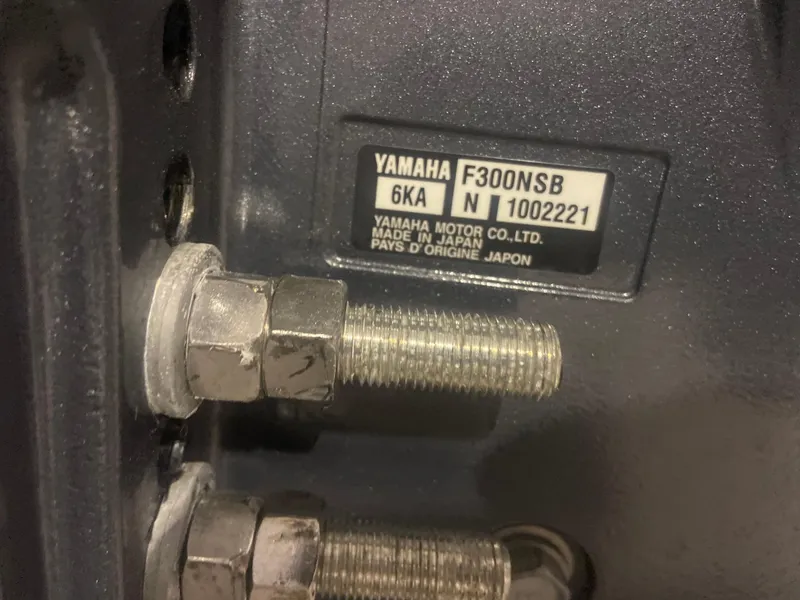 YAMAHA F300NSB
6KA N 1002221
YAMAHA MOTOR CO.,LTD.
MADE IN JAPAN
PAYS D' ORIGINE JAPON